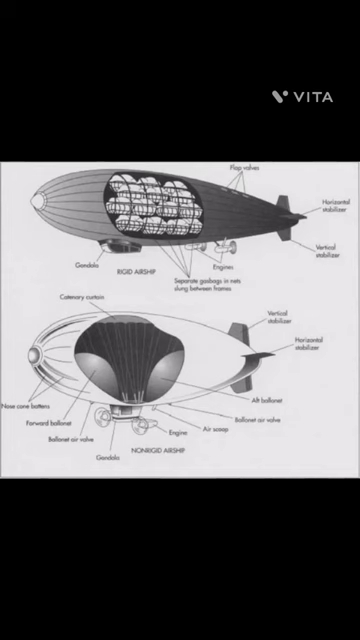 VITA
Flap valves
Horizontal
stabilizer
Vertical
stabilizer
Gondola
RIGID AIRSHIP
Engines
Separate gasbags in nets
slung between frames
Catenary curtain
Vertical
stabilizer
Horizontal
stabilizer
Nose cone battens
Forward ballonet
Ballonet air valve
Gondola
Engine
Air scoop
Aft ballonet
Ballonet air valve
NONRIGID AIRSHIP